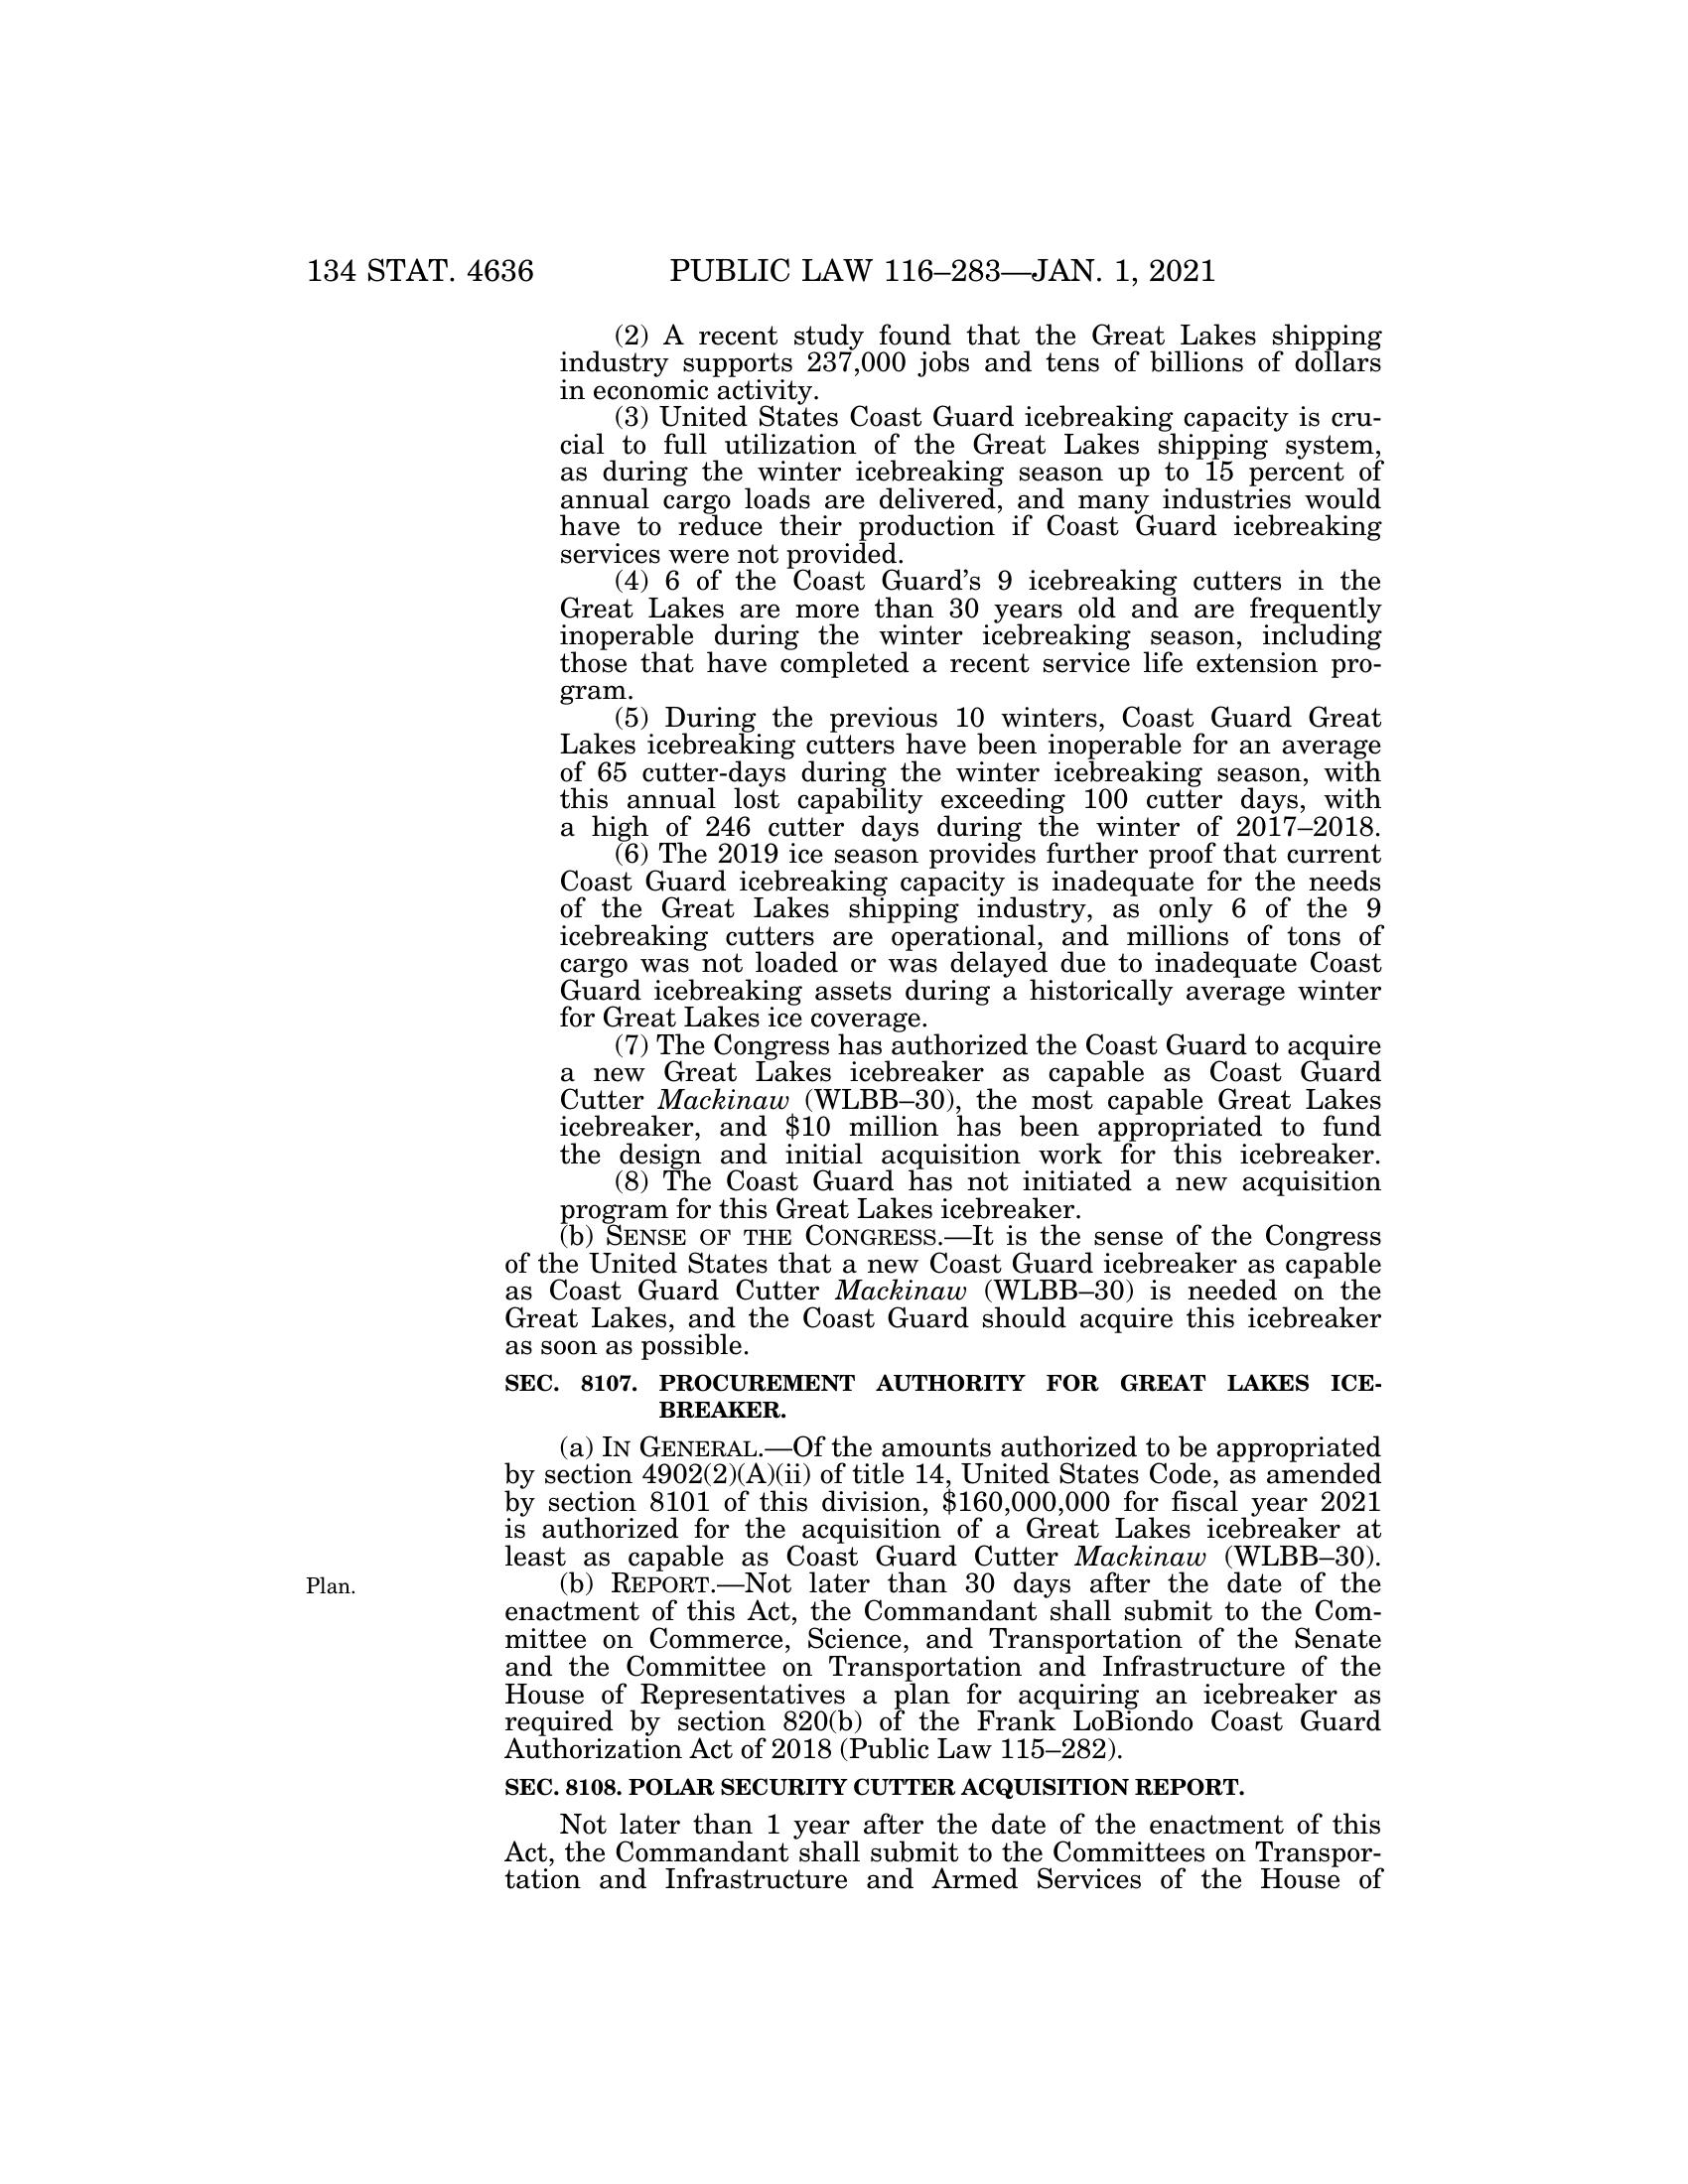 134 STAT. 4636 PUBLIC LAW 116–283—JAN. 1, 2021
(2) A recent study found that the Great Lakes shipping
industry supports 237,000 jobs and tens of billions of dollars
in economic activity.
(3) United States Coast Guard icebreaking capacity is cru-
cial to full utilization of the Great Lakes shipping system,
as during the winter icebreaking season up to 15 percent of
annual cargo loads are delivered, and many industries would
have to reduce their production if Coast Guard icebreaking
services were not provided.
(4) 6 of the Coast Guard’s 9 icebreaking cutters in the
Great Lakes are more than 30 years old and are frequently
inoperable during the winter icebreaking season, including
those that have completed a recent service life extension pro-
gram.
(5) During the previous 10 winters, Coast Guard Great
Lakes icebreaking cutters have been inoperable for an average
of 65 cutter-days during the winter icebreaking season, with
this annual lost capability exceeding 100 cutter days, with
a high of 246 cutter days during the winter of 2017–2018.
(6) The 2019 ice season provides further proof that current
Coast Guard icebreaking capacity is inadequate for the needs
of the Great Lakes shipping industry, as only 6 of the 9
icebreaking cutters are operational, and millions of tons of
cargo was not loaded or was delayed due to inadequate Coast
Guard icebreaking assets during a historically average winter
for Great Lakes ice coverage.
(7) The Congress has authorized the Coast Guard to acquire
a new Great Lakes icebreaker as capable as Coast Guard
Cutter Mackinaw (WLBB–30), the most capable Great Lakes
icebreaker, and $10 million has been appropriated to fund
the design and initial acquisition work for this icebreaker.
(8) The Coast Guard has not initiated a new acquisition
program for this Great Lakes icebreaker.
(b) SENSE OF THE CONGRESS.—It is the sense of the Congress
of the United States that a new Coast Guard icebreaker as capable
as Coast Guard Cutter Mackinaw (WLBB–30) is needed on the
Great Lakes, and the Coast Guard should acquire this icebreaker
as soon as possible.
SEC. 8107. PROCUREMENT AUTHORITY FOR GREAT LAKES ICE-
BREAKER.
(a) IN GENERAL.—Of the amounts authorized to be appropriated
by section 4902(2)(A)(ii) of title 14, United States Code, as amended
by section 8101 of this division, $160,000,000 for fiscal year 2021
is authorized for the acquisition of a Great Lakes icebreaker at
least as capable as Coast Guard Cutter Mackinaw (WLBB–30).
Plan. (b) REPORT.—Not later than 30 days after the date of the
enactment of this Act, the Commandant shall submit to the Com-
mittee on Commerce, Science, and Transportation of the Senate
and the Committee on Transportation and Infrastructure of the
House of Representatives a plan for acquiring an icebreaker as
required by section 820(b) of the Frank LoBiondo Coast Guard
Authorization Act of 2018 (Public Law 115–282).
SEC. 8108. POLAR SECURITY CUTTER ACQUISITION REPORT.
Not later than 1 year after the date of the enactment of this
Act, the Commandant shall submit to the Committees on Transpor-
tation and Infrastructure and Armed Services of the House of